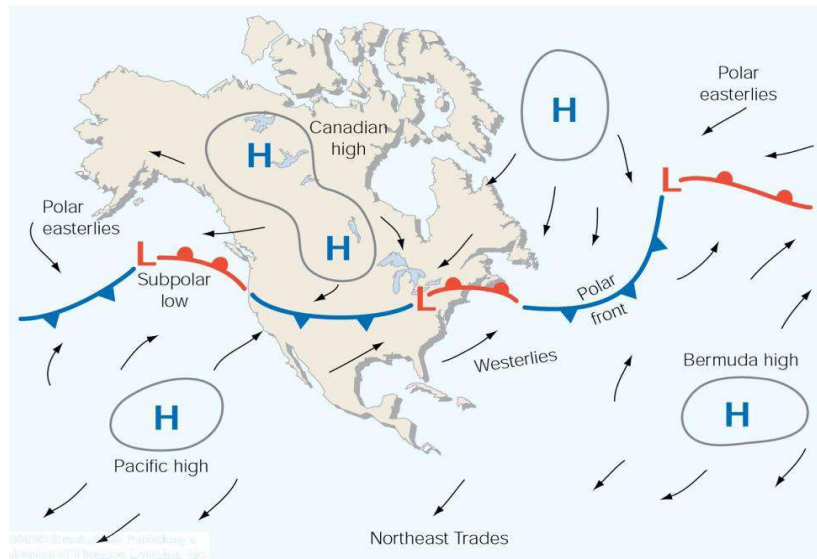 H
Polar
easterlies
Canadian
high
H
L
Polar
easterlies
H
L
Subpolar
low
L
Polar
front
Westerlies
Bermuda high
H
H
Pacific high
Northeast Trades